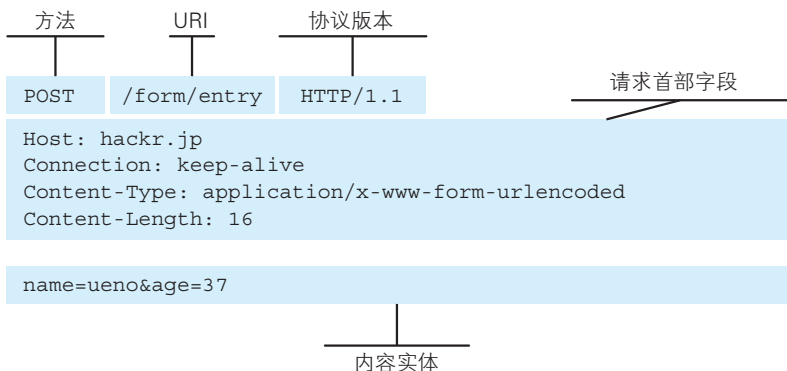 方法 URI 协议版本
请求首部字段
POST /form/entry HTTP/1.1
Host: hackr.jp
Connection: keep-alive
Content-Type: application/x-www-form-urlencoded
Content-Length: 16
name=ueno&age=37
内容实体